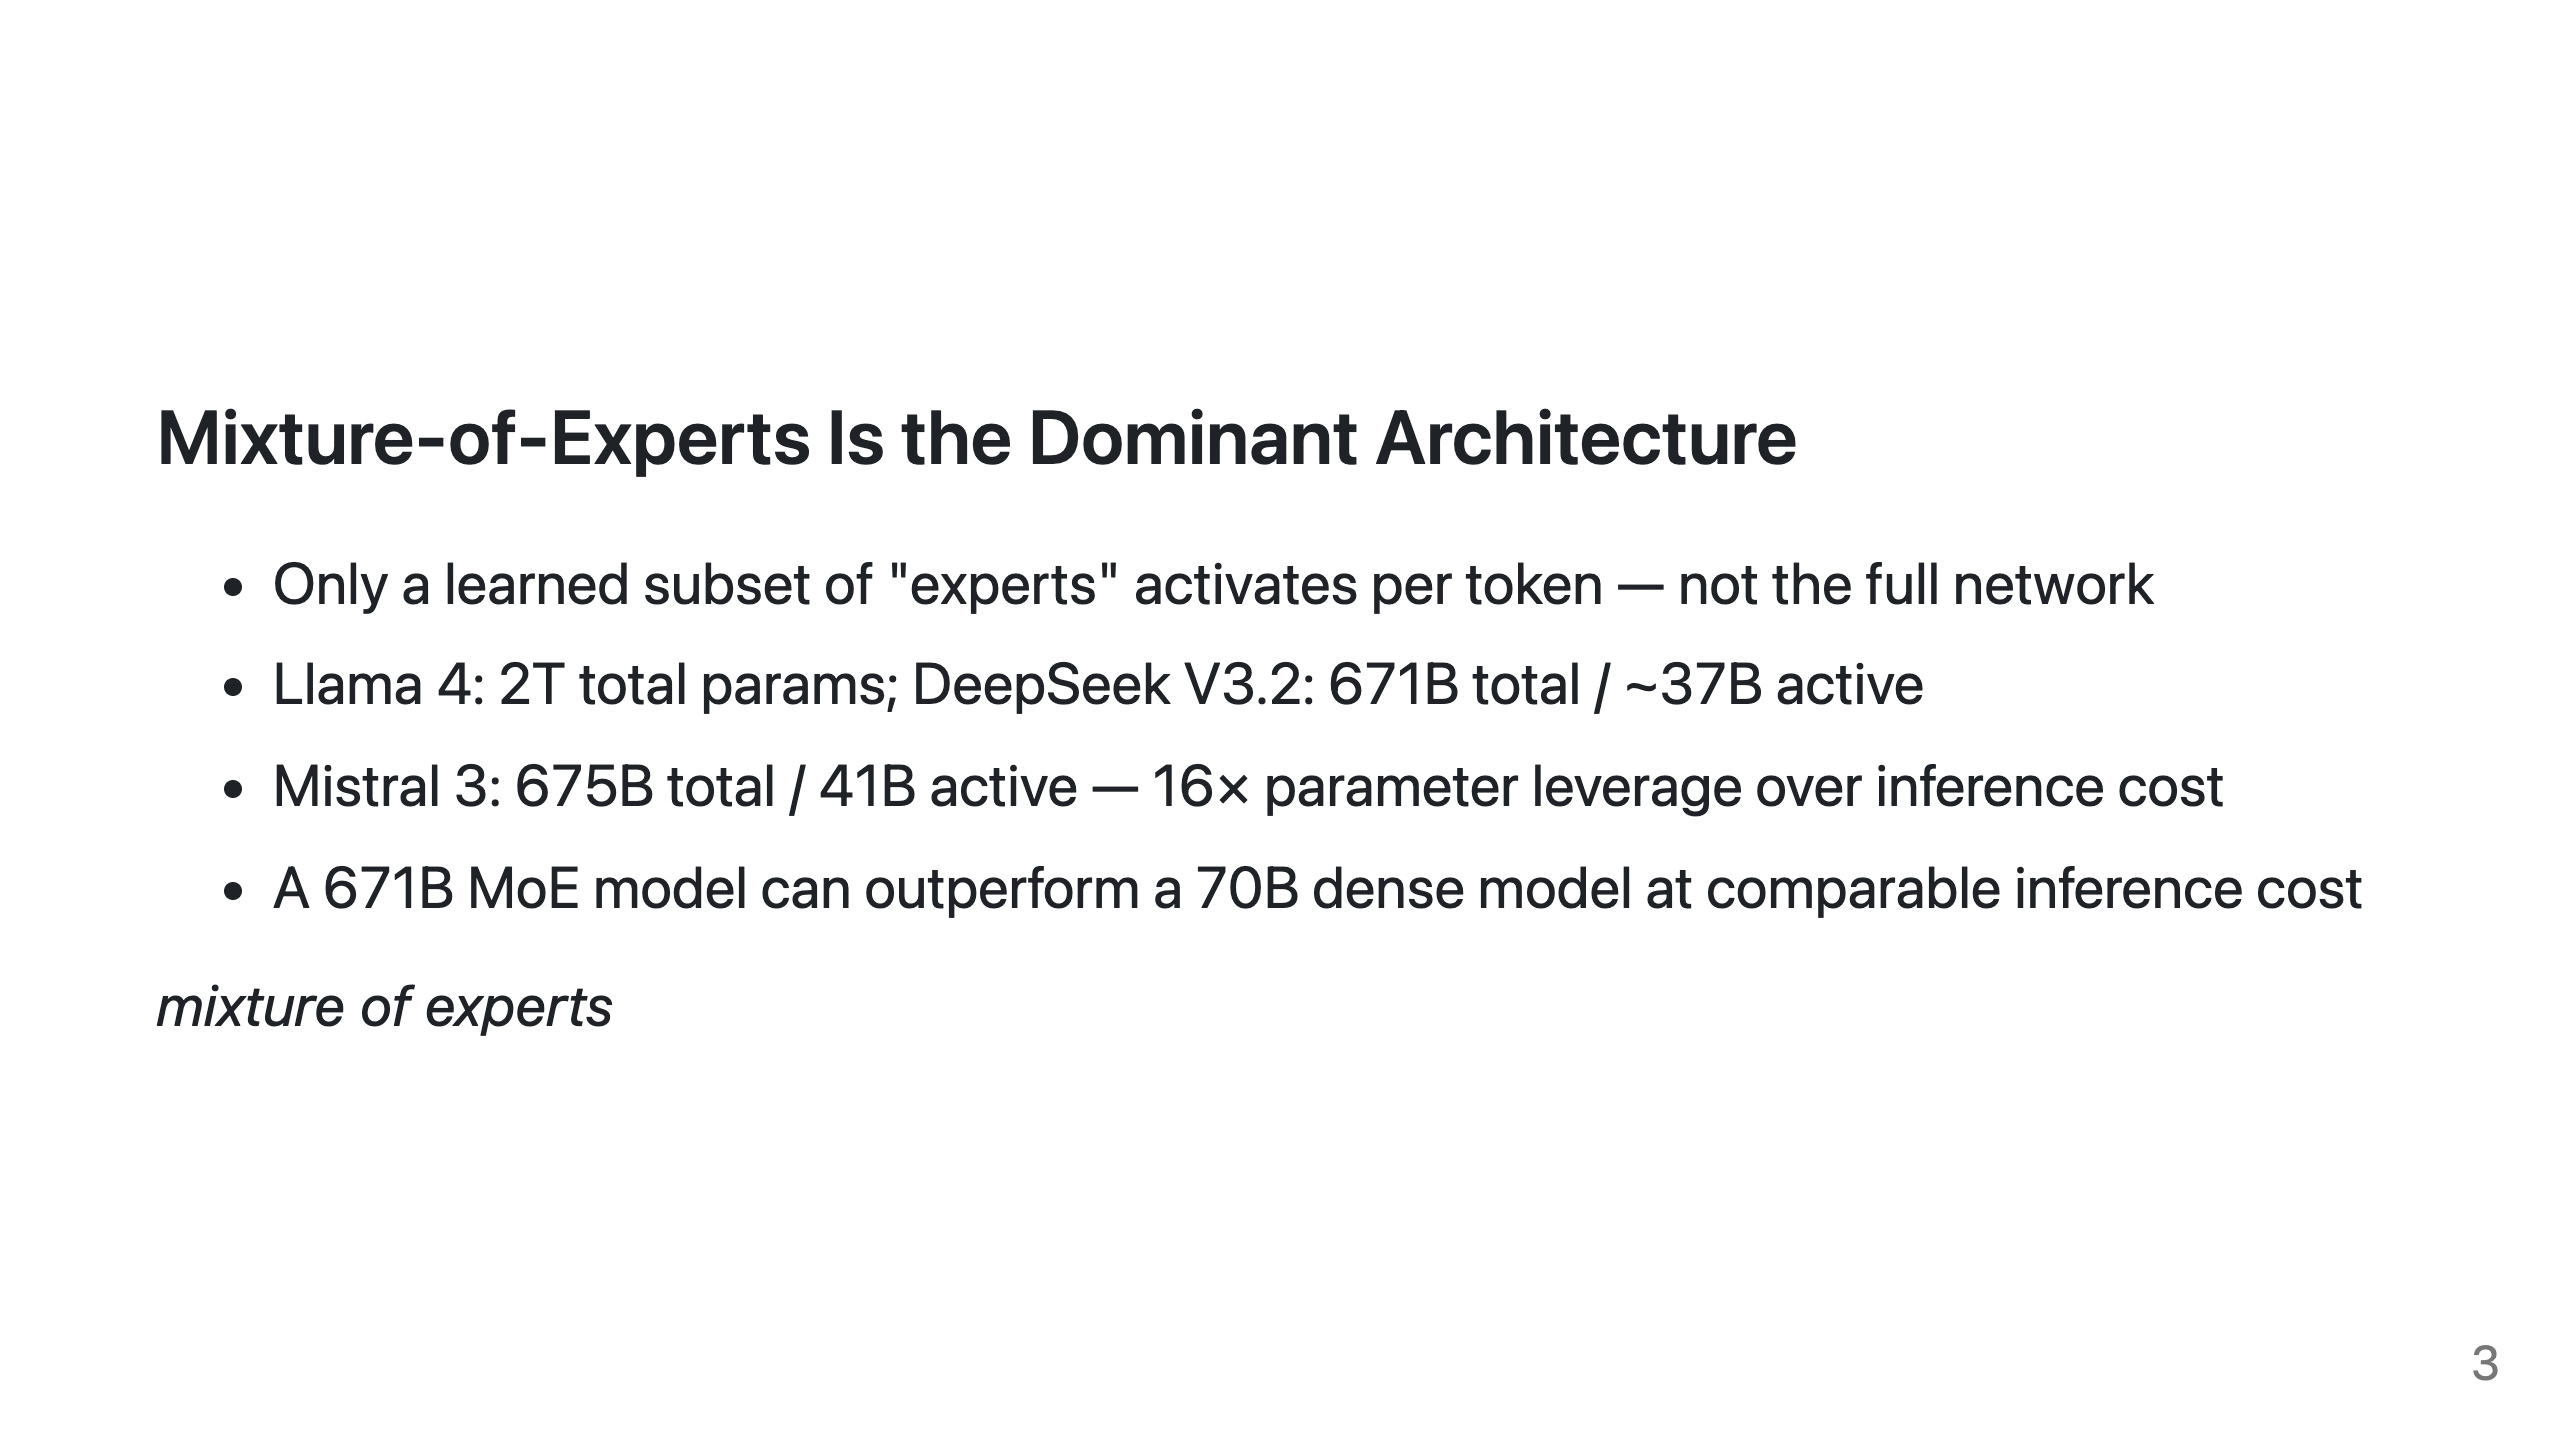 Mixture-of-Experts Is the Dominant Architecture
• Only a learned subset of "experts" activates per token — not the full network
• Llama 4: 2T total params; DeepSeek V3.2: 671B total / ~37B active
• Mistral 3: 675B total / 41B active — 16× parameter leverage over inference cost
• A 671B MoE model can outperform a 70B dense model at comparable inference cost
mixture of experts
3